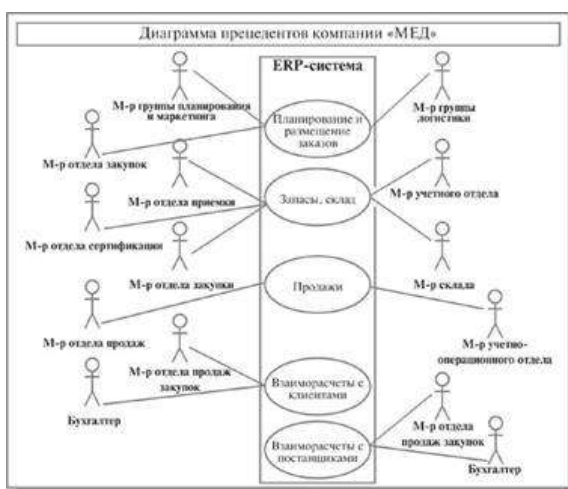 Диаграмма прецедентов компании «МЕД»
ERP-система
М-р группы планирования
и маркетинга
М-р группы
логистики
Планирование и
размещение
заказов
М-р отдела закупок
М-р отдела приемки
Запасы, склад
М-р учетного отдела
М-р отдела сертификации
М-р отдела закупки
М-р склада
Продажи
М-р отдела продаж
М-р учетно-
операционного отдела
М-р отдела продаж
закупок
Взаиморасчеты с
клиентами
Бухгалтер
М-р отдела
продаж закупок
Взаиморасчеты с
поставщиками
Бухгалтер